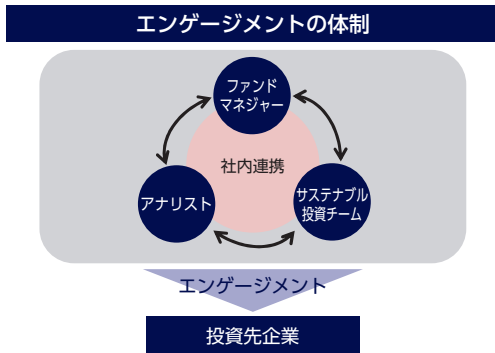 エンゲージメントの体制
ファンド
マネジャー
社内連携
アナリスト
サステナブル
投資チーム
エンゲージメント
投資先企業